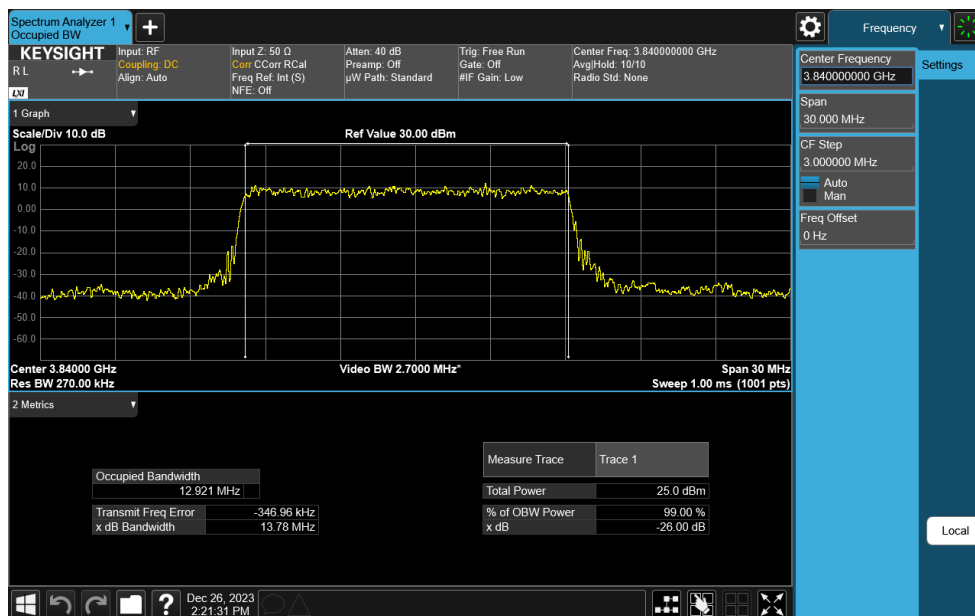 Spectrum Analyzer 1
Occupied BW
Frequency
KEYSIGHT
R L
LXI
Input: RF
Coupling: DC
Align: Auto
Input Z: 50 Ω
Corr CCorr RCal
Freq Ref: Int (S)
NFE: Off
Atten: 40 dB
Preamp: Off
µW Path: Standard
Trig: Free Run
Gate: Off
#IF Gain: Low
Center Freq: 3.840000000 GHz
Avg|Hold: 10/10
Radio Std: None
Center Frequency
3.840000000 GHz
Settings
Span
30.000 MHz
CF Step
3.000000 MHz
Auto
Man
Freq Offset
0 Hz
Local
1 Graph
Scale/Div 10.0 dB
Ref Value 30.00 dBm
Log
20.0
10.0
0.00
-10.0
-20.0
-30.0
-40.0
-50.0
-60.0
Center 3.84000 GHz
Video BW 2.7000 MHz*
Span 30 MHz
Res BW 270.00 kHz
Sweep 1.00 ms (1001 pts)
2 Metrics
Measure Trace Trace 1
Occupied Bandwidth
12.921 MHz
Total Power 25.0 dBm
Transmit Freq Error -346.96 kHz
% of OBW Power 99.00 %
x dB Bandwidth 13.78 MHz
x dB -26.00 dB
?
Dec 26, 2023
2:21:31 PM